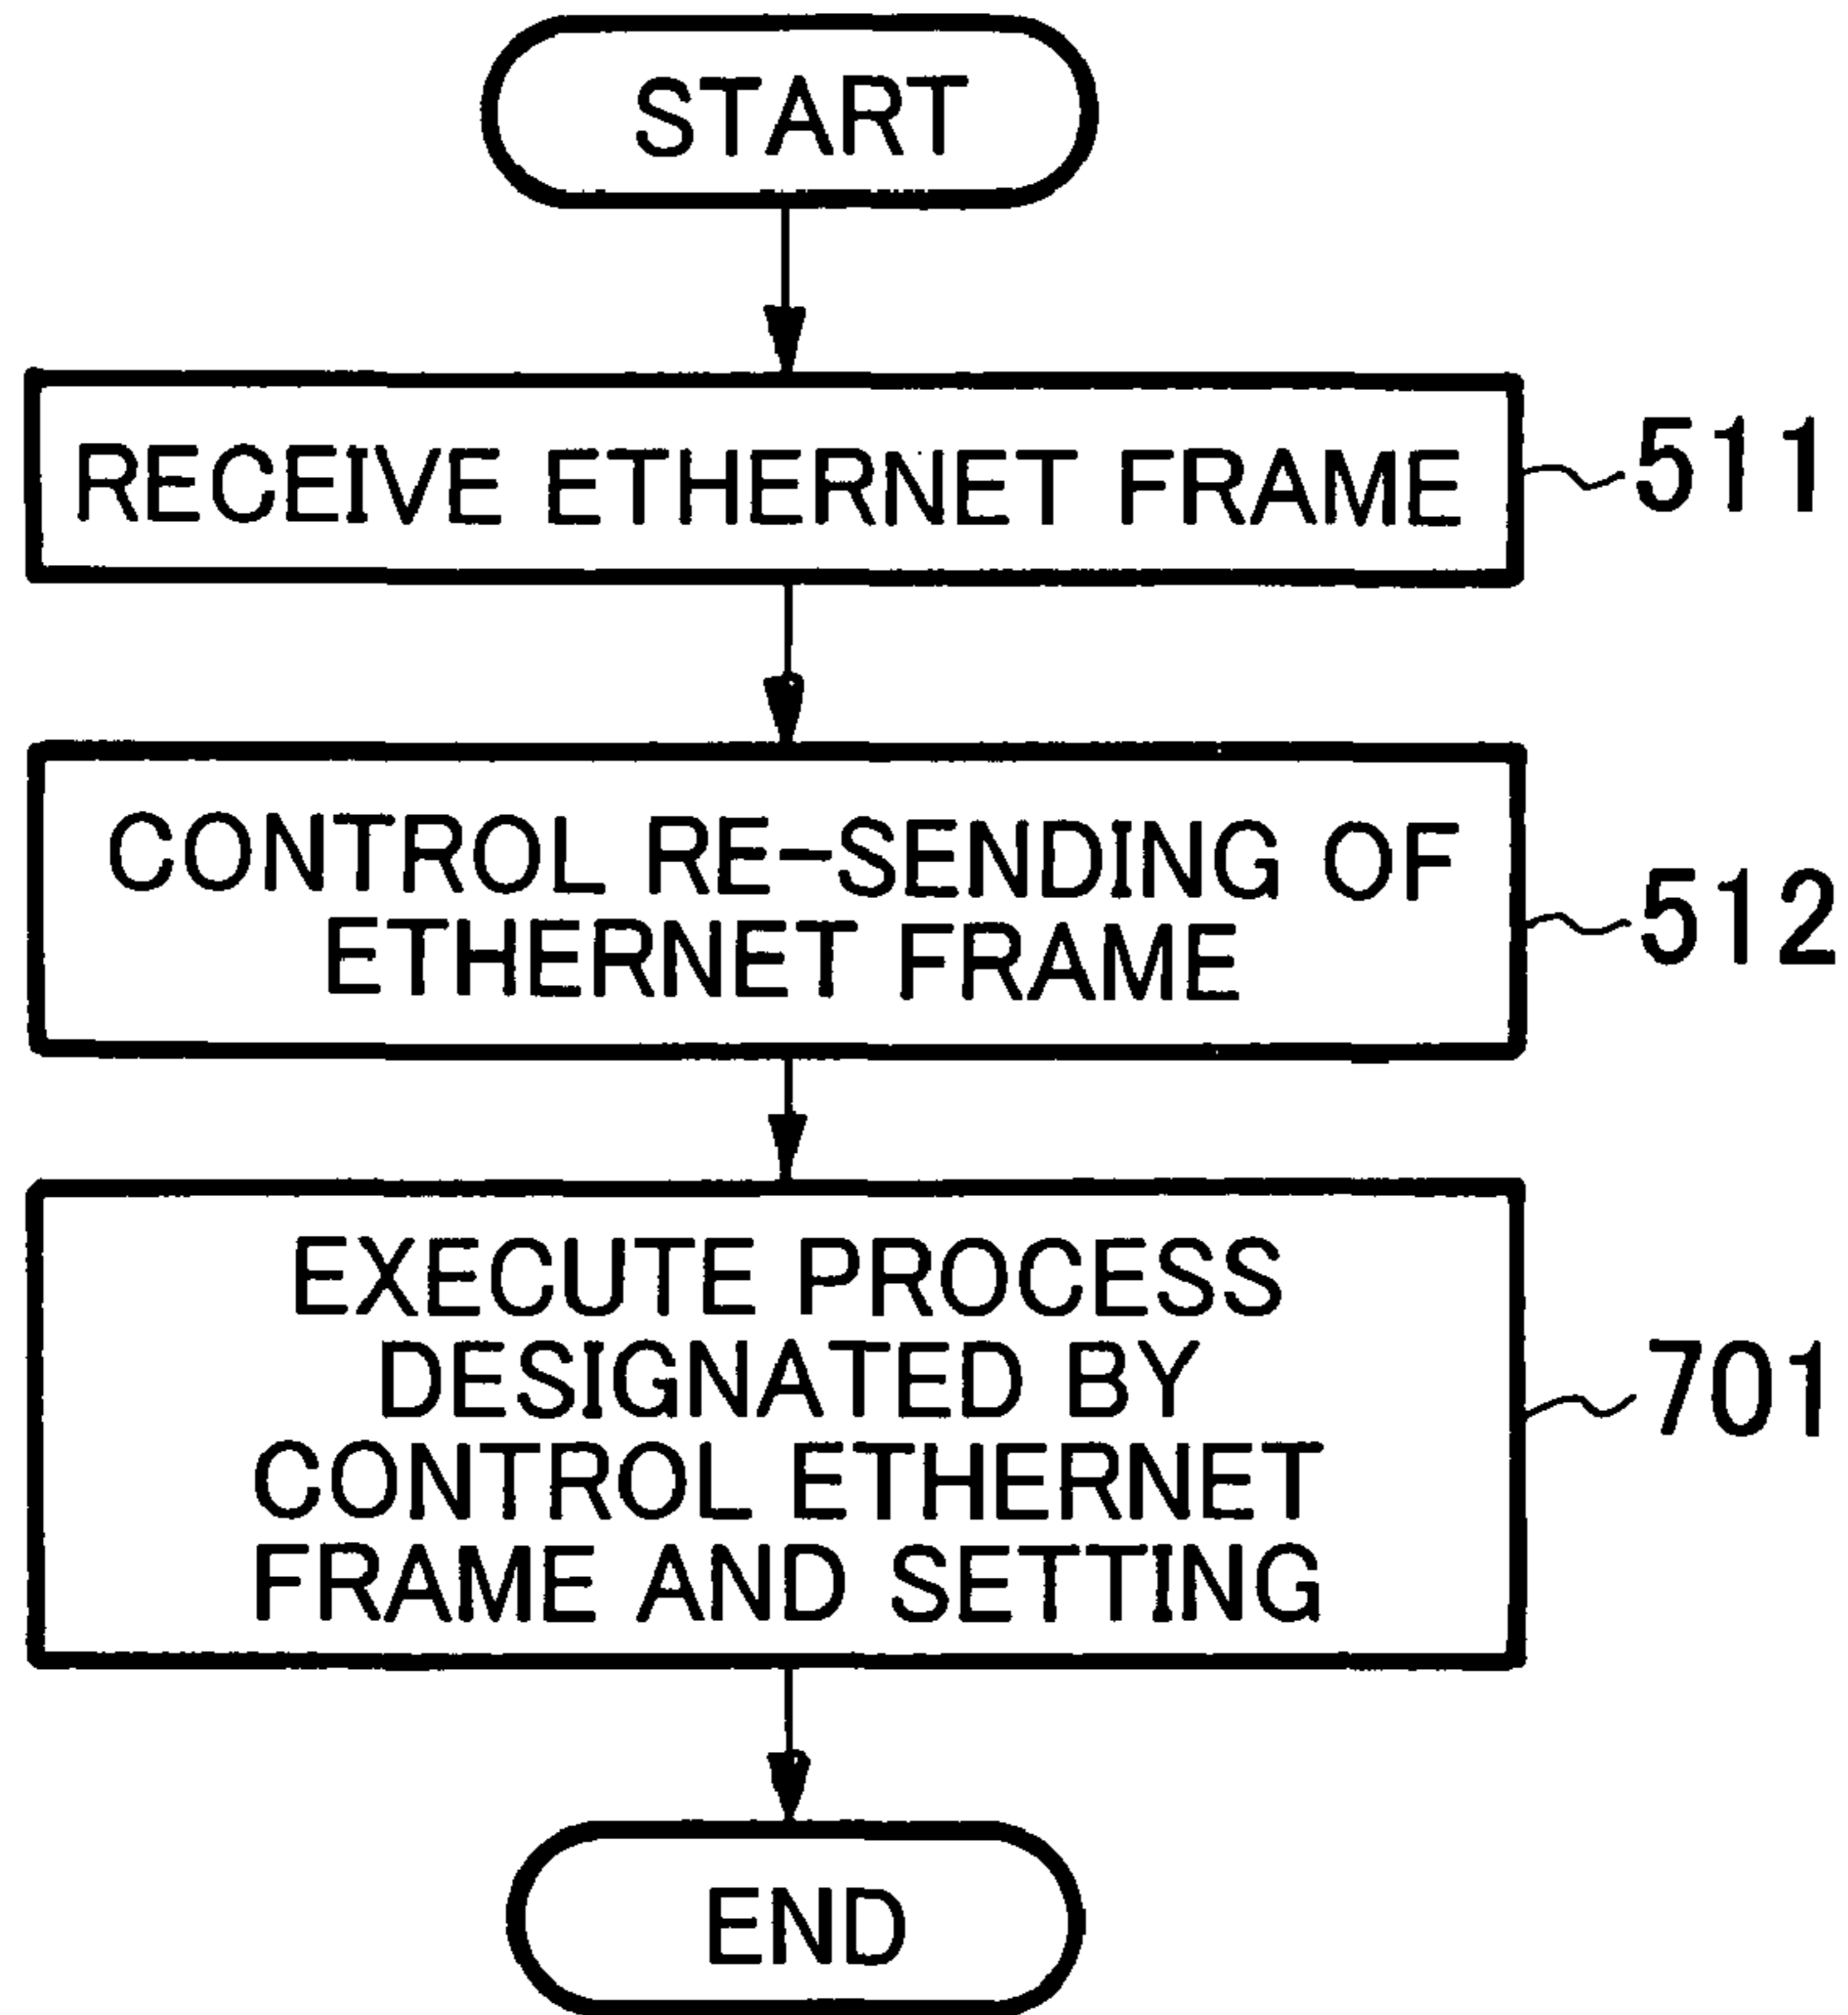 START
RECEIVE ETHERNET FRAME
511
CONTROL RE-SENDING OF
ETHERNET FRAME
512
EXECUTE PROCESS
DESIGNATED BY
CONTROL ETHERNET
FRAME AND SETTING
701
END